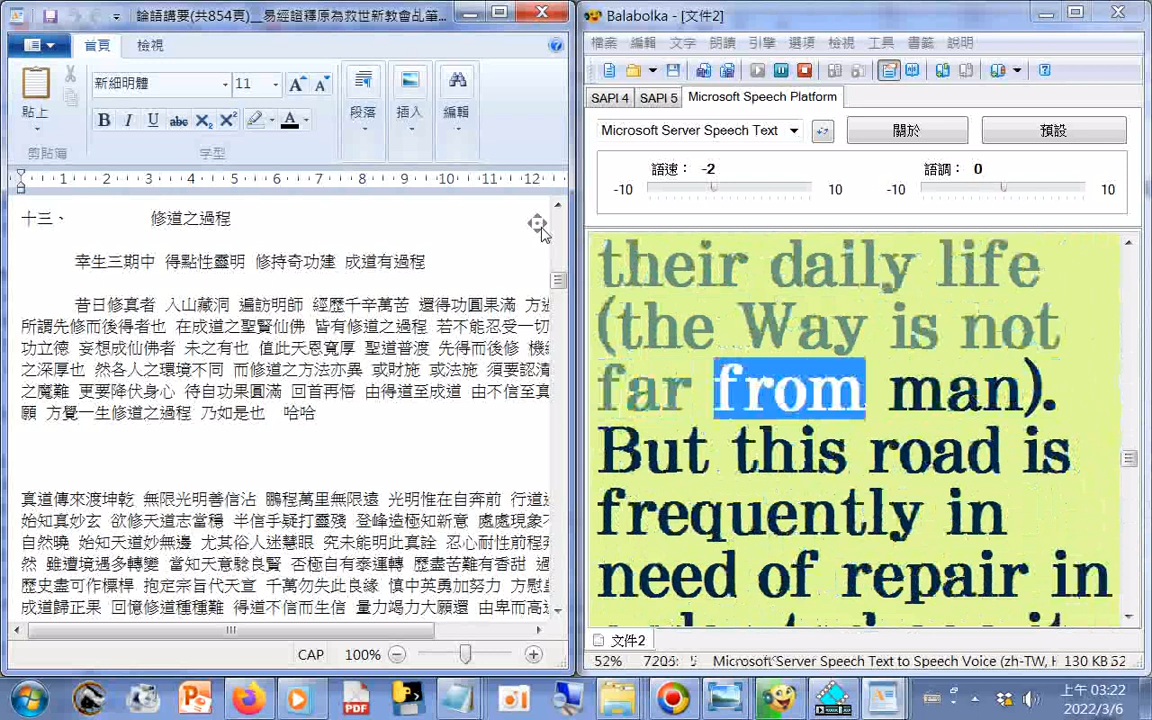 論語講要(共854頁)__易經證釋原為救世新教會乩筆...
首頁 檢視
貼上
剪貼簿
新細明體 11
字型
段落
插入
編輯
1 2 3 4 5 6 7 8 9 10 11 12
十三、 修道之過程
幸生三期中 得點性靈明 修持奇功建 成道有過程
昔日修真者 入山藏洞 遍訪明師 經歷千辛萬苦 還得功圓果滿 方
所謂先修而後得者也 在成道之聖賢仙佛 皆有修道之過程 若不能忍受一切
功立德 妄想成仙佛者 未之有也 值此天恩寬厚 聖道普渡 先得而後修 機
之深厚也 然各人之環境不同 而修道之方法亦異 或財施 或法施 須要認清
之魔難 更要降伏身心 待自功果圓滿 回首再悟 由得道至成道 由不信至真
願 方覺一生修道之過程 乃如是也 哈哈
真道傳來渡坤乾 無限光明善信沾 鵬程萬里無限遠 光明惟在自奔前 行道
始知真妙玄 欲修天道志當穩 半信半疑打靈殘 登峰造極知新意 處處現象
自然曉 始知天道妙無邊 尤其俗人迷慧眼 究未能明此真詮 忍心耐性前程
然 雖遭境遇多轉變 當知天意騐良賢 否極自有泰運轉 歷盡苦難有香甜 過
歷史盡可作標桿 抱定宗旨代天宣 千萬勿失此良緣 慎中英勇加努力 方慰
成道歸正果 回憶修道種種難 得道不信而生信 量力竭力大願還 由卑而高
CAP 100%
Balabolka - [文件2]
檔案 編輯 文字 朗讀 引擎 選項 檢視 工具 書籤 說明
SAPI 4 SAPI 5 Microsoft Speech Platform
Microsoft Server Speech Text 關於 預設
語速： -2 語調： 0
-10 10 -10 10
their daily life
(the Way is not
far from man).
But this road is
frequently in
need of repair in
文件2
52% Microsoft Server Speech Text to Speech Voice (zh-TW, H 130 KB 52
上午 03:22
2022/3/6